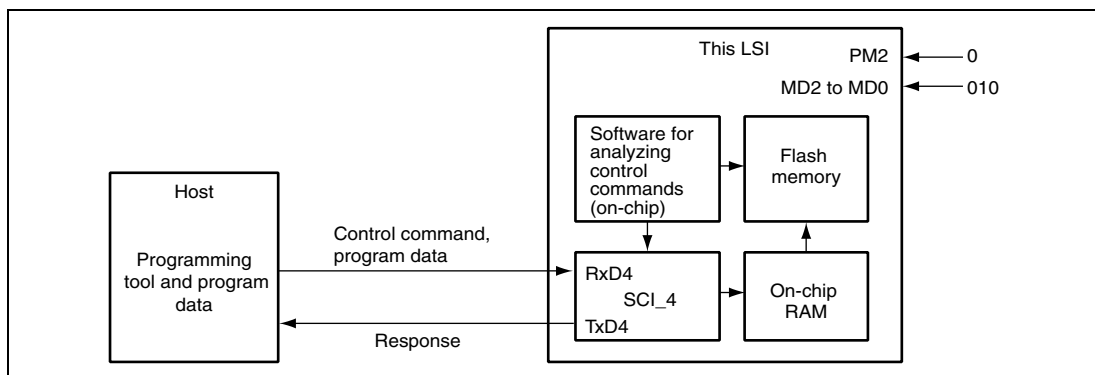 This LSI
PM2
0
MD2 to MD0
010
Software for
analyzing
control
commands
(on-chip)
Flash
memory
Host
Programming
tool and program
data
Control command,
program data
Response
RxD4
SCI_4
TxD4
On-chip
RAM